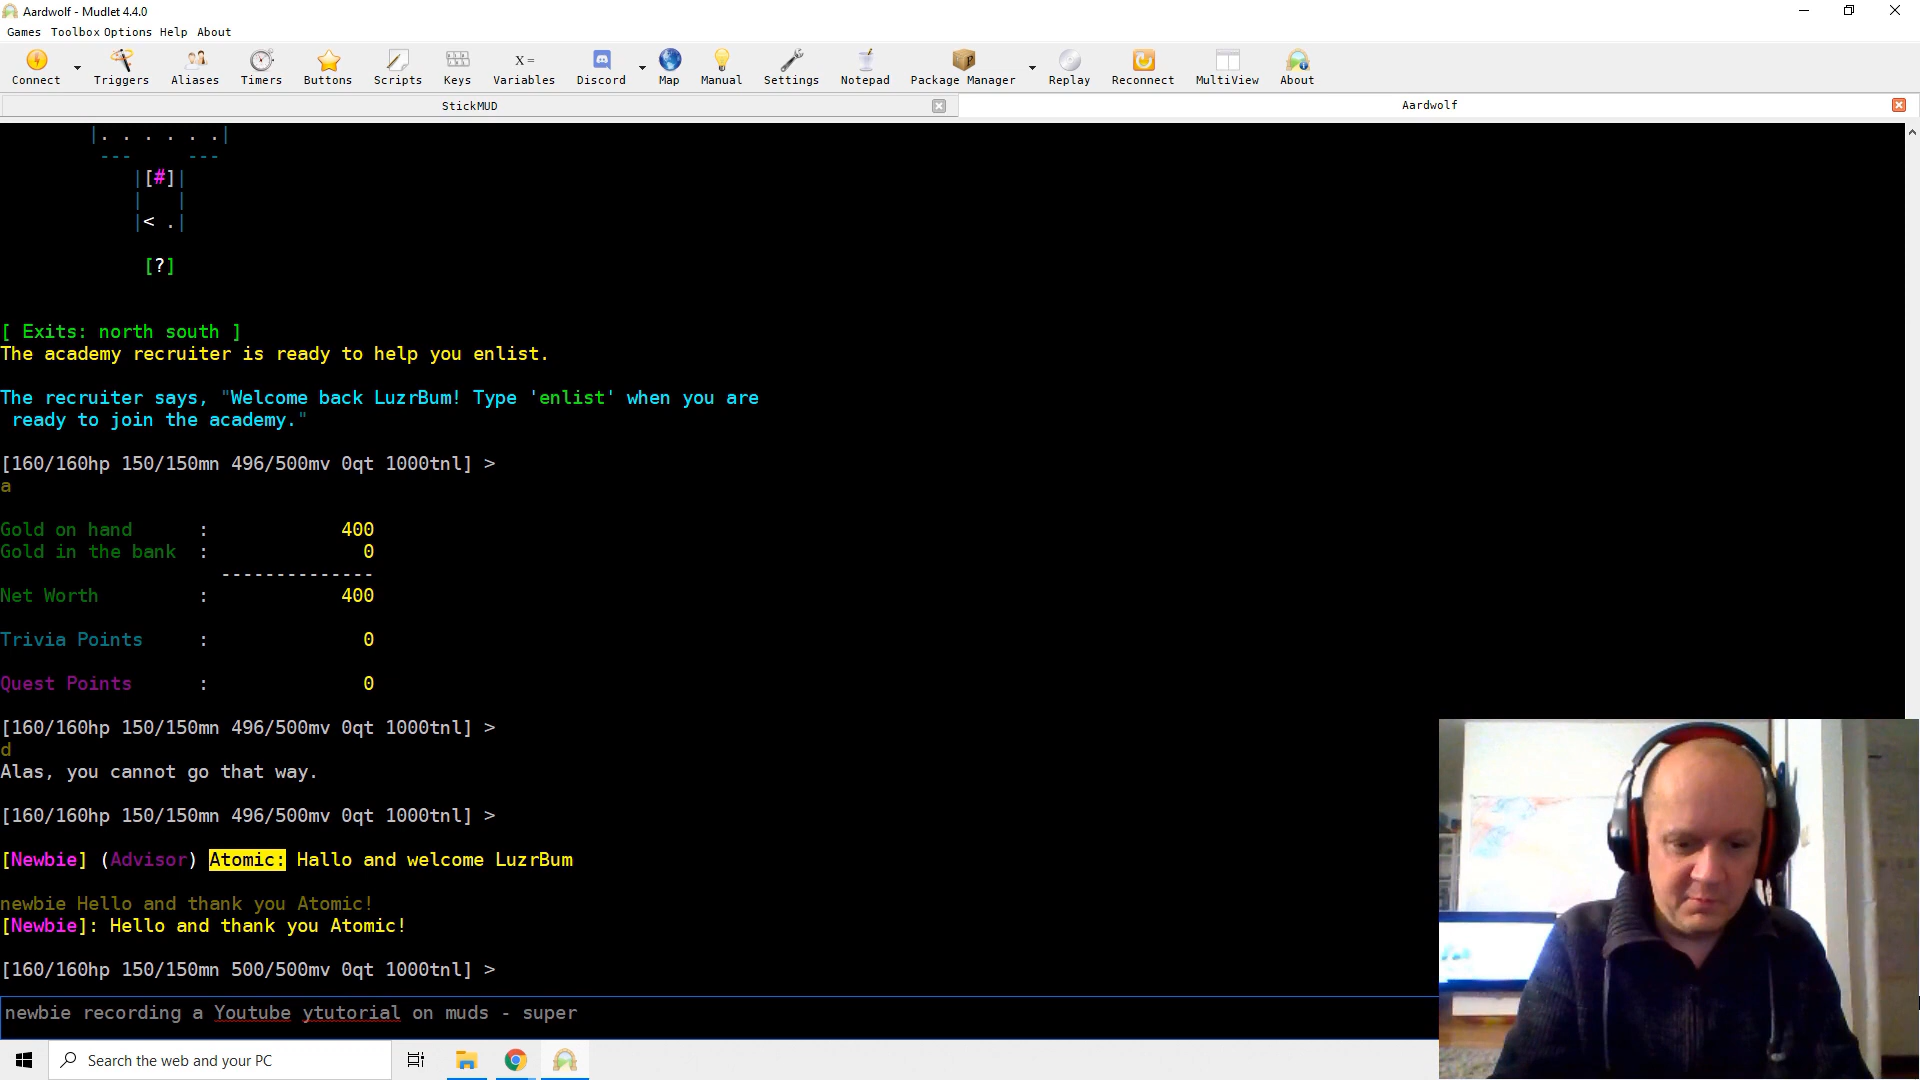 Aardwolf - Mudlet 4.4.0
Games Toolbox Options Help About
Connect Triggers Aliases Timers Buttons Scripts Keys Variables Discord Map Manual Settings Notepad Package Manager Replay Reconnect MultiView About
StickMUD Aardwolf
|. . . . . .|
--- ---
|[#]|
| |
|< .|
[?]
[ Exits: north south ]
The academy recruiter is ready to help you enlist.
The recruiter says, "Welcome back LuzrBum! Type 'enlist' when you are
ready to join the academy."
[160/160hp 150/150mn 496/500mv 0qt 1000tnl] >
a
Gold on hand : 400
Gold in the bank : 0
--------------
Net Worth : 400
Trivia Points : 0
Quest Points : 0
[160/160hp 150/150mn 496/500mv 0qt 1000tnl] >
d
Alas, you cannot go that way.
[160/160hp 150/150mn 496/500mv 0qt 1000tnl] >
[Newbie] (Advisor) Atomic: Hallo and welcome LuzrBum
newbie Hello and thank you Atomic!
[Newbie]: Hello and thank you Atomic!
[160/160hp 150/150mn 500/500mv 0qt 1000tnl] >
newbie recording a Youtube ytutorial on muds - super
Search the web and your PC